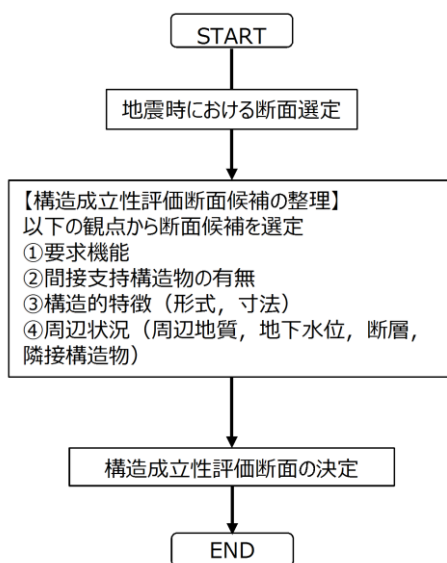 START
地震時における断面選定
【構造成立性評価断面候補の整理】
以下の観点から断面候補を選定
①要求機能
②間接支持構造物の有無
③構造的特徴（形式，寸法）
④周辺状況（周辺地質，地下水位，断層，
隣接構造物）
構造成立性評価断面の決定
END